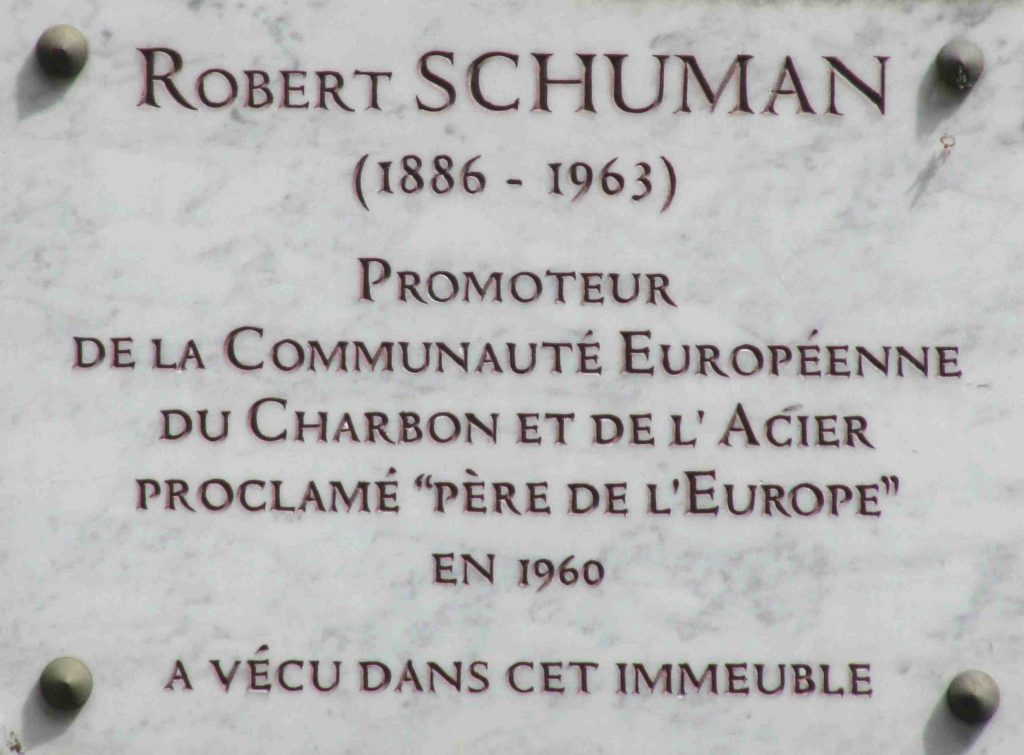 Robert SCHUMAN
(1886 - 1963)
Promoteur
de la Communauté Européenne
du Charbon et de l' Acier
proclamé “père de l'Europe”
en 1960
a vécu dans cet immeuble